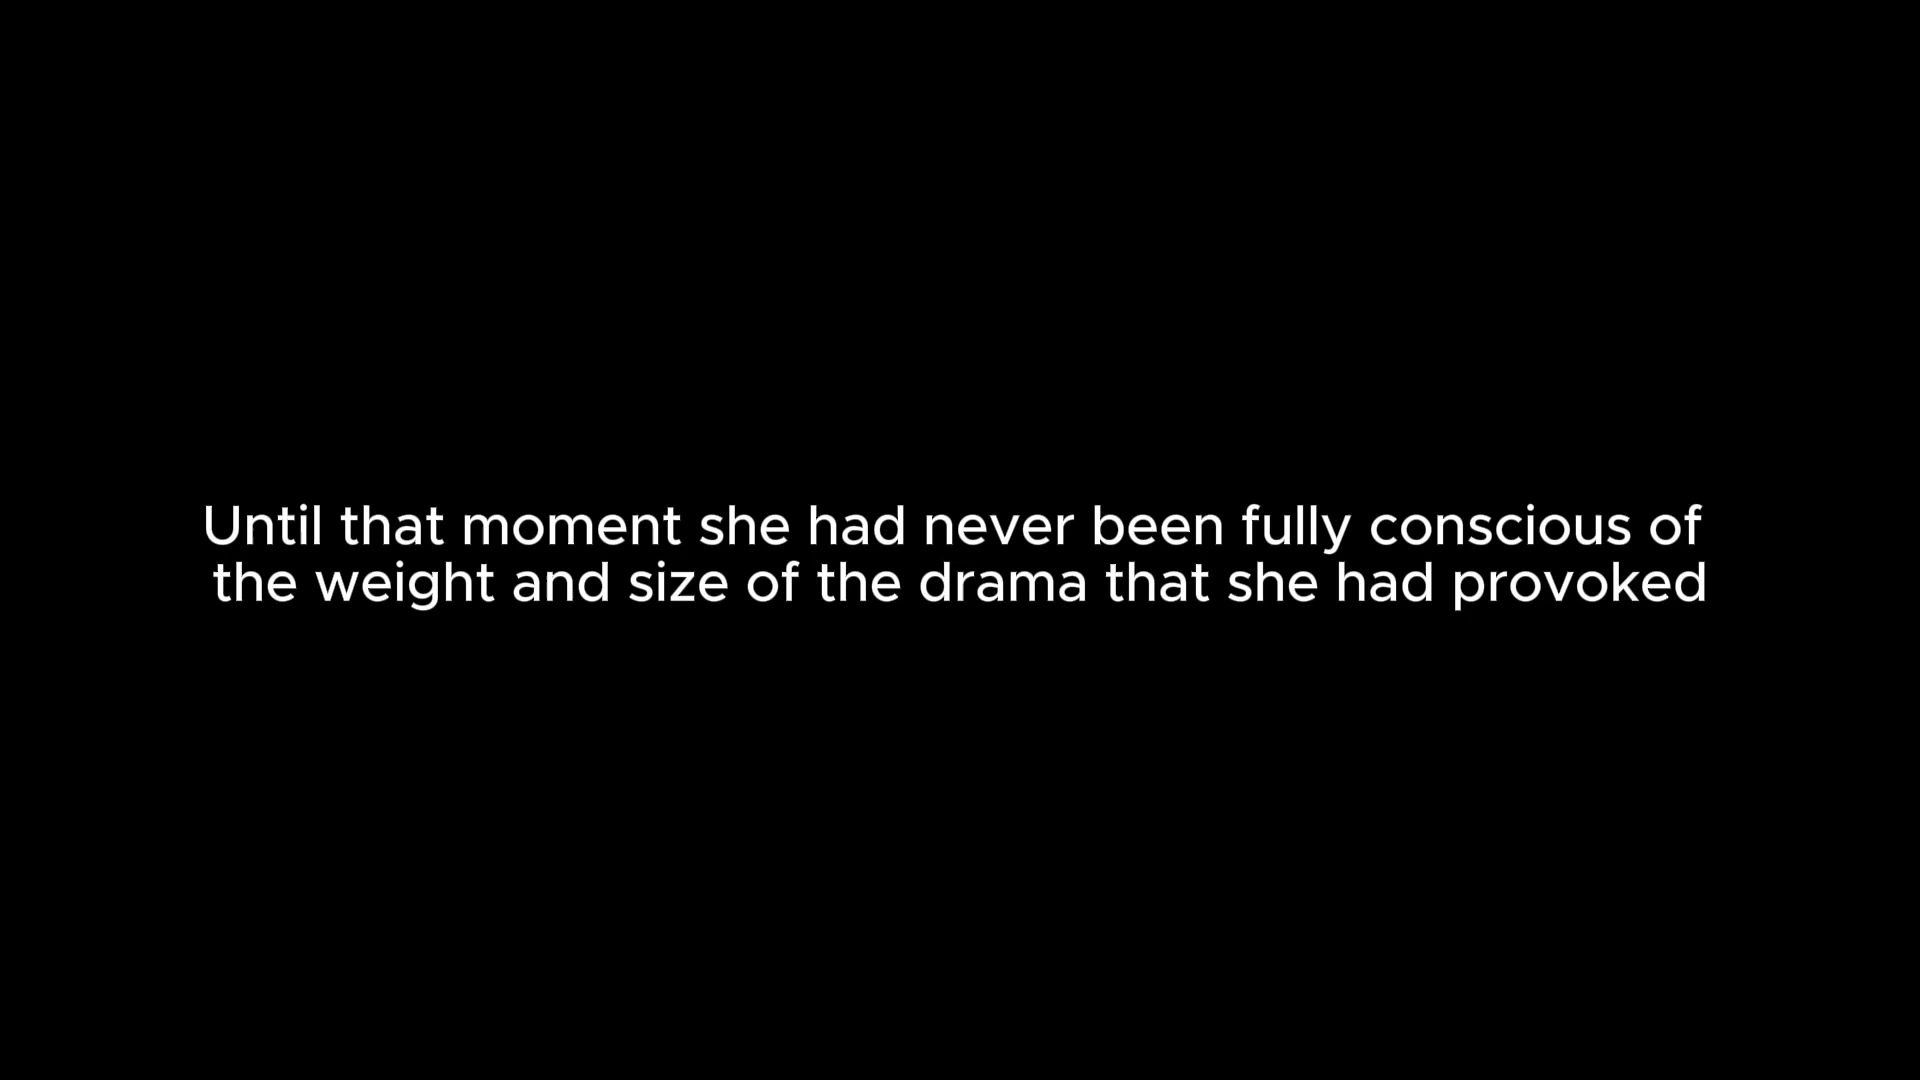 Until that moment she had never been fully conscious of
the weight and size of the drama that she had provoked